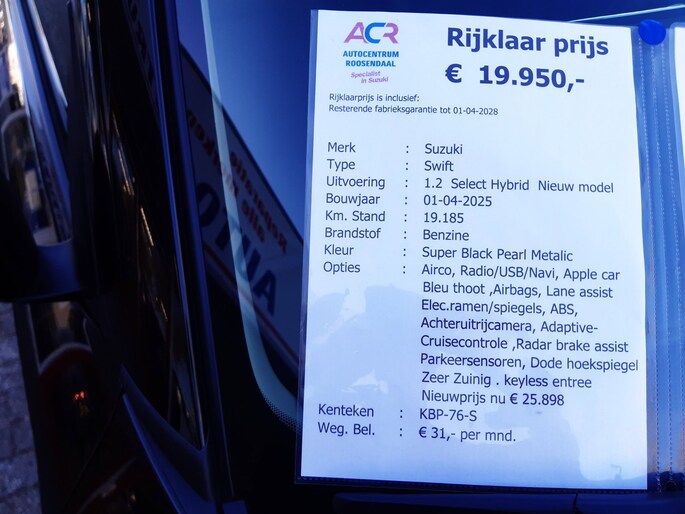 ACR
AUTOCENTRUM
ROOSENDAAL
Specialist
in Suzuki
Rijklaar prijs
€ 19.950,-
Rijklaarprijs is inclusief:
Resterende fabrieksgarantie tot 01-04-2028
Merk : Suzuki
Type : Swift
Uitvoering : 1.2 Select Hybrid Nieuw model
Bouwjaar : 01-04-2025
Km. Stand : 19.185
Brandstof : Benzine
Kleur : Super Black Pearl Metalic
Opties : Airco, Radio/USB/Navi, Apple car
Bleu thoot ,Airbags, Lane assist
Elec.ramen/spiegels, ABS,
Achteruitrijcamera, Adaptive-
Cruisecontrole ,Radar brake assist
Parkeersensoren, Dode hoekspiegel
Zeer Zuinig . keyless entree
Nieuwprijs nu € 25.898
Kenteken : KBP-76-S
Weg. Bel. : € 31,- per mnd.